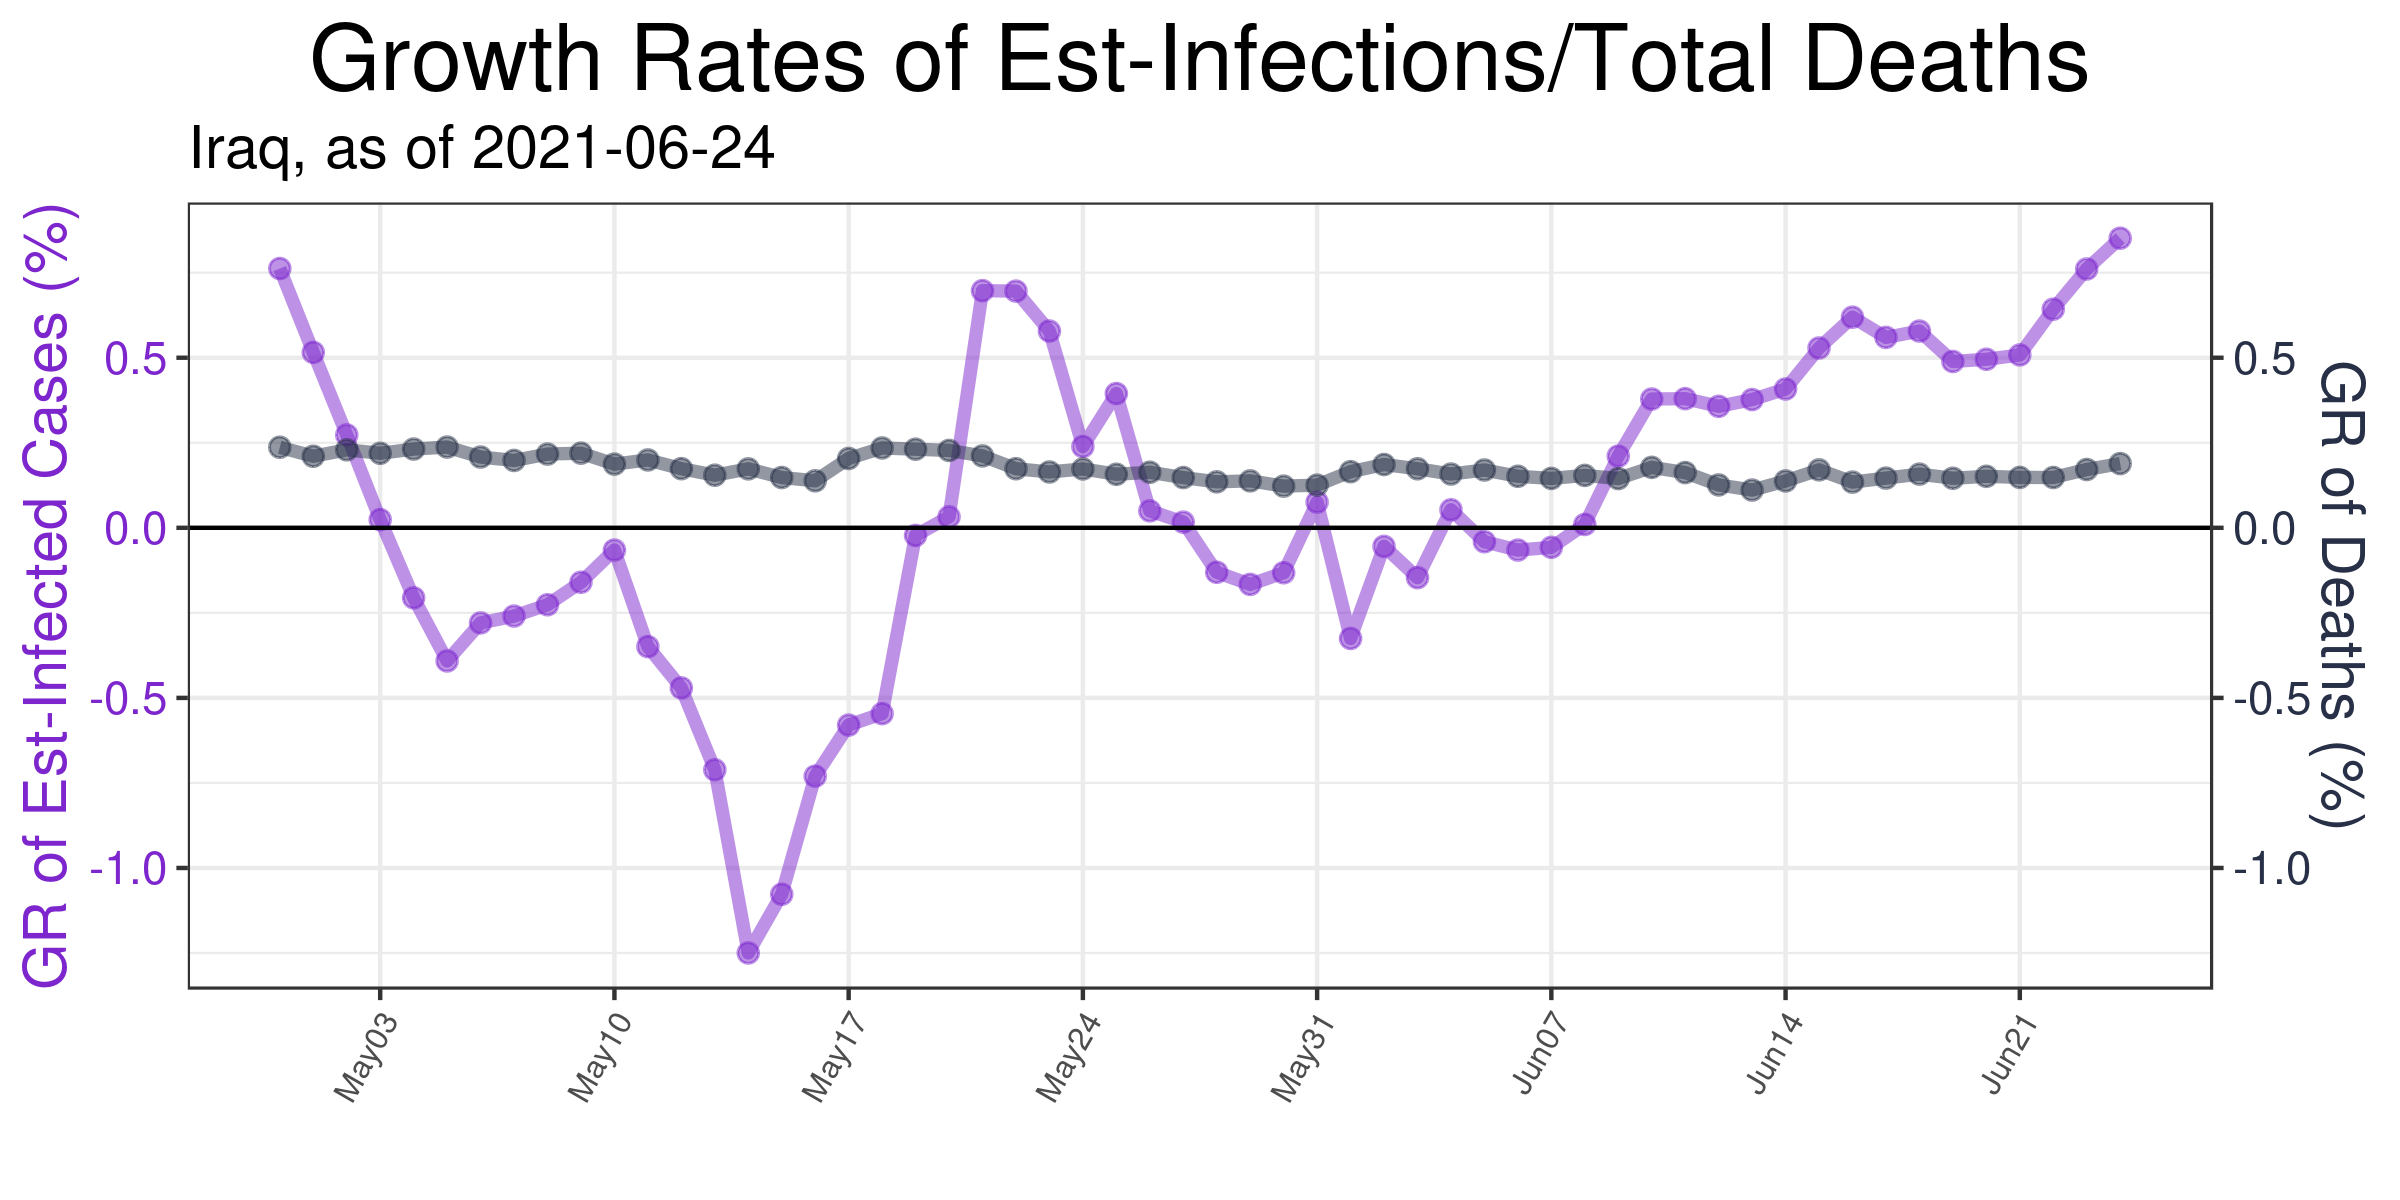 Growth Rates of Est-Infections/Total Deaths
Iraq, as of 2021-06-24
GR of Est-Infected Cases (%)
0.5
0.0
-0.5
-1.0
0.5
0.0
-0.5
-1.0
GR of Deaths (%)
May03
May10
May17
May24
May31
Jun07
Jun14
Jun21